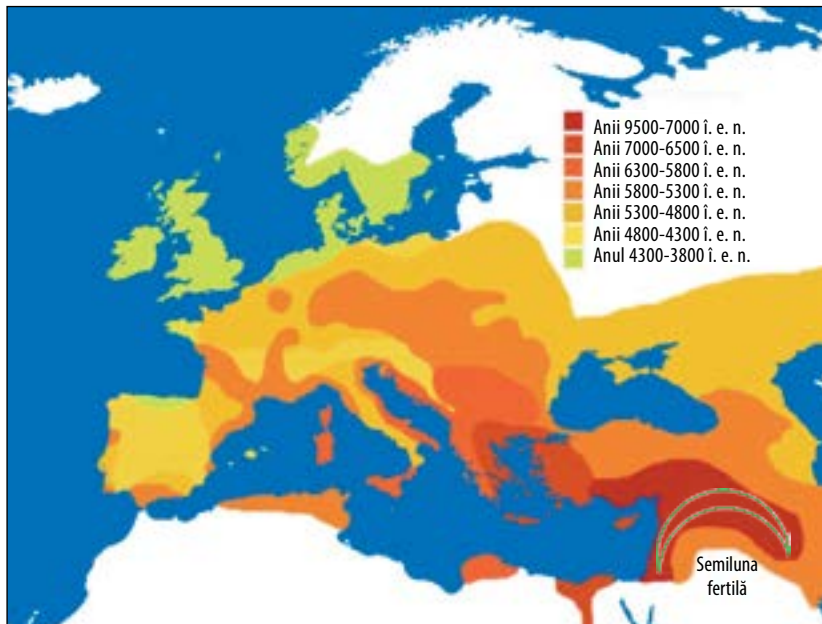 Anii 9500-7000 î. e. n.
Anii 7000-6500 î. e. n.
Anii 6300-5800 î. e. n.
Anii 5800-5300 î. e. n.
Anii 5300-4800 î. e. n.
Anii 4800-4300 î. e. n.
Anul 4300-3800 î. e. n.
Semiluna
fertilă